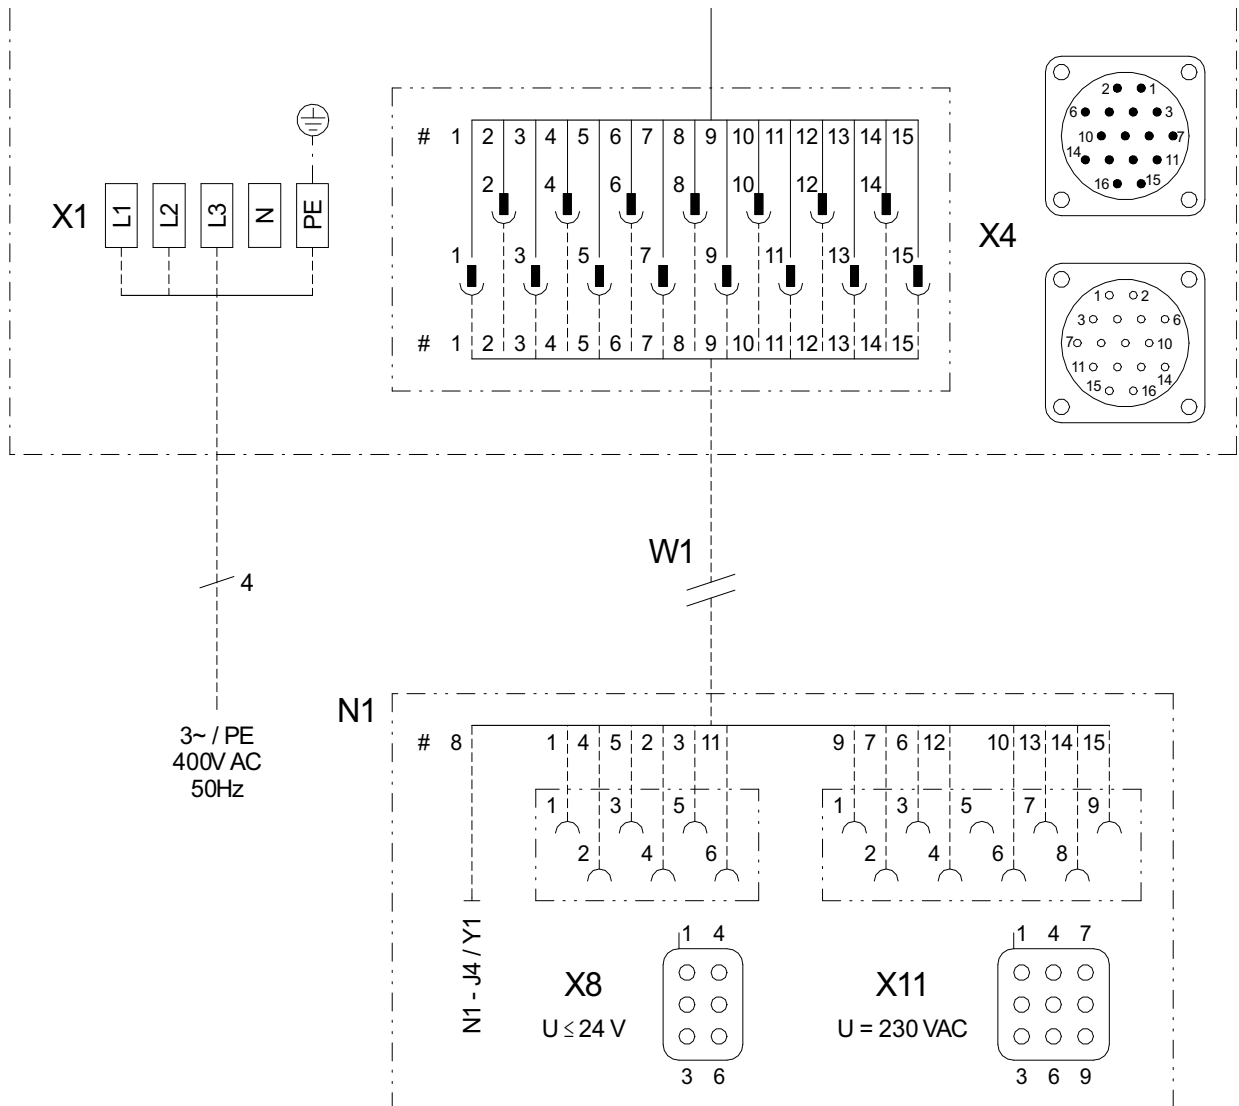 # 1 2 3 4 5 6 7 8 9 10 11 12 13 14 15
2 4 6 8 10 12 14
1 3 5 7 9 11 13 15
# 1 2 3 4 5 6 7 8 9 10 11 12 13 14 15
X1
L1 L2 L3 N PE
X4
2 1
6 3
10 7
14 11
16 15
1 2
3 6
7 10
11 14
15 16
4
3~ / PE
400V AC
50Hz
W1
N1
# 8 1 4 5 2 3 11 9 7 6 12 10 13 14 15
1 3 5
2 4 6
1 3 5 7 9
2 4 6 8
N1 - J4 / Y1
X8
U ≤ 24 V
1 4
3 6
X11
U = 230 VAC
1 4 7
3 6 9